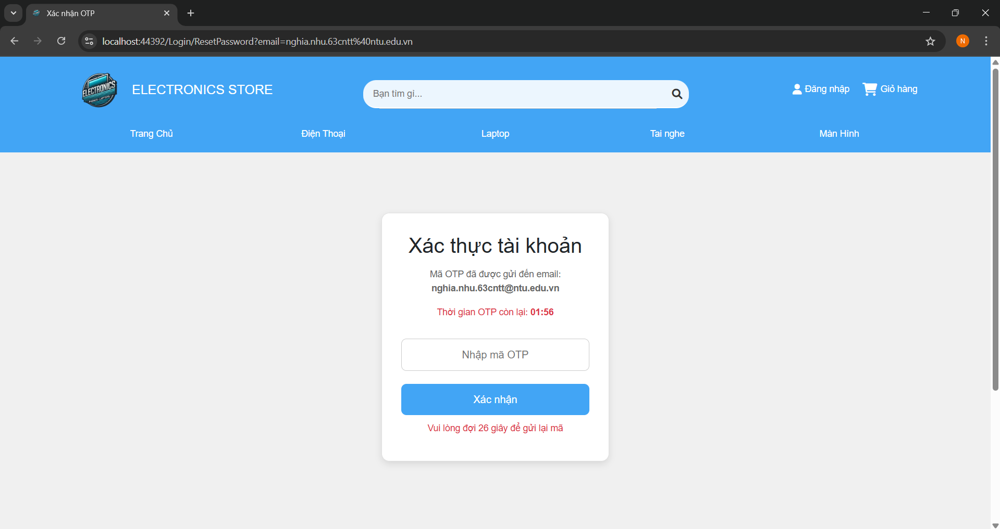 Xác nhận OTP
localhost:44392/Login/ResetPassword?email=nghia.nhu.63cntt%40ntu.edu.vn
N
ELECTRONICS
PHONES - LAPTOPS
ELECTRONICS STORE
Bạn tìm gì...
Đăng nhập
Giỏ hàng
Trang Chủ
Điện Thoại
Laptop
Tai nghe
Màn Hình
Xác thực tài khoản
Mã OTP đã được gửi đến email:
nghia.nhu.63cntt@ntu.edu.vn
Thời gian OTP còn lại: 01:56
Nhập mã OTP
Xác nhận
Vui lòng đợi 26 giây để gửi lại mã